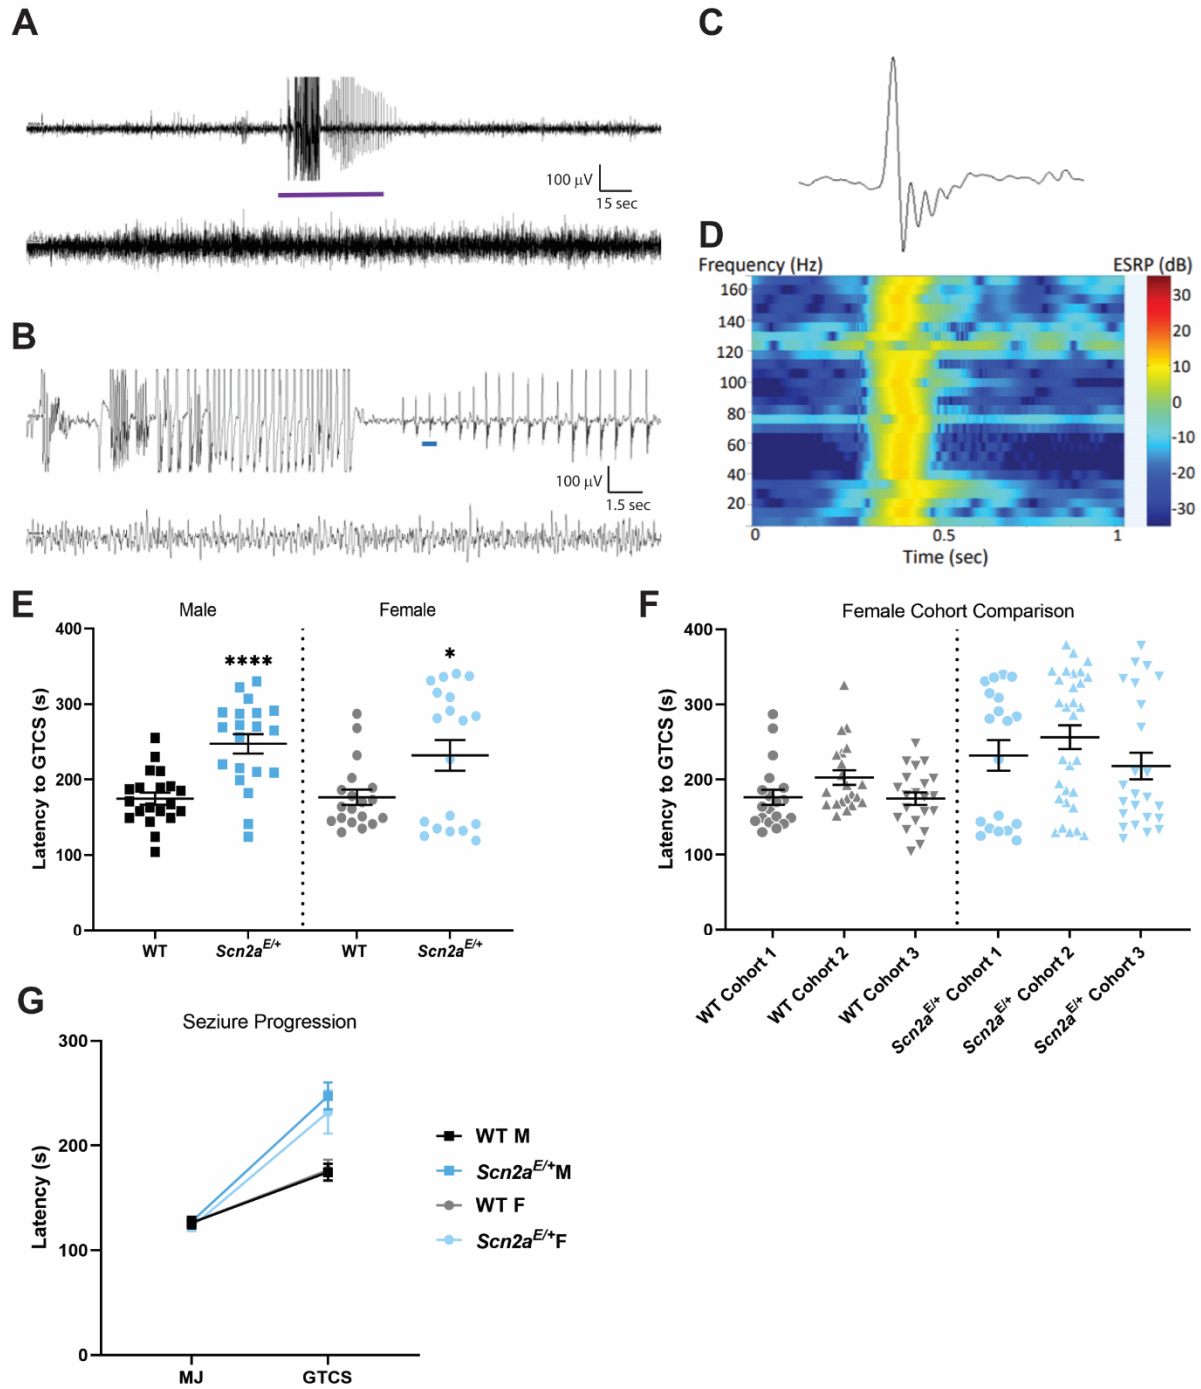 A
100 μV
15 sec
B
100 μV
1.5 sec
C
D
Frequency (Hz)
ESRP (dB)
160
140
120
100
80
60
40
20
30
20
10
0
-10
-20
-30
0
0.5
1
Time (sec)
E
Male
Female
Latency to GTCS (s)
400
300
200
100
0
****
*
WT
Scn2aE/+
WT
Scn2aE/+
F
Female Cohort Comparison
Latency to GTCS (s)
400
300
200
100
0
WT Cohort 1
WT Cohort 2
WT Cohort 3
Scn2aE/+ Cohort 1
Scn2aE/+ Cohort 2
Scn2aE/+ Cohort 3
G
Seziure Progression
Latency (s)
300
200
100
0
MJ
GTCS
WT M
Scn2aE/+M
WT F
Scn2aE/+F